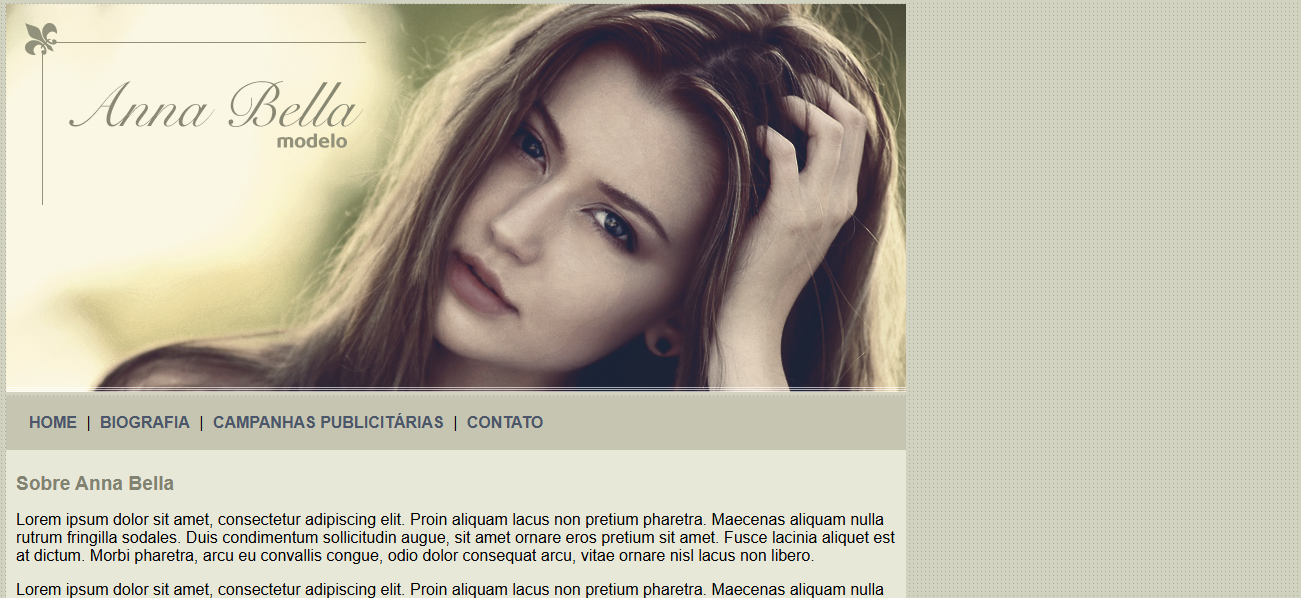 Anna Bella
modelo
HOME | BIOGRAFIA | CAMPANHAS PUBLICITÁRIAS | CONTATO
Sobre Anna Bella
Lorem ipsum dolor sit amet, consectetur adipiscing elit. Proin aliquam lacus non pretium pharetra. Maecenas aliquam nulla
rutrum fringilla sodales. Duis condimentum sollicitudin augue, sit amet ornare eros pretium sit amet. Fusce lacinia aliquet est
at dictum. Morbi pharetra, arcu eu convallis congue, odio dolor consequat arcu, vitae ornare nisl lacus non libero.
Lorem ipsum dolor sit amet, consectetur adipiscing elit. Proin aliquam lacus non pretium pharetra. Maecenas aliquam nulla